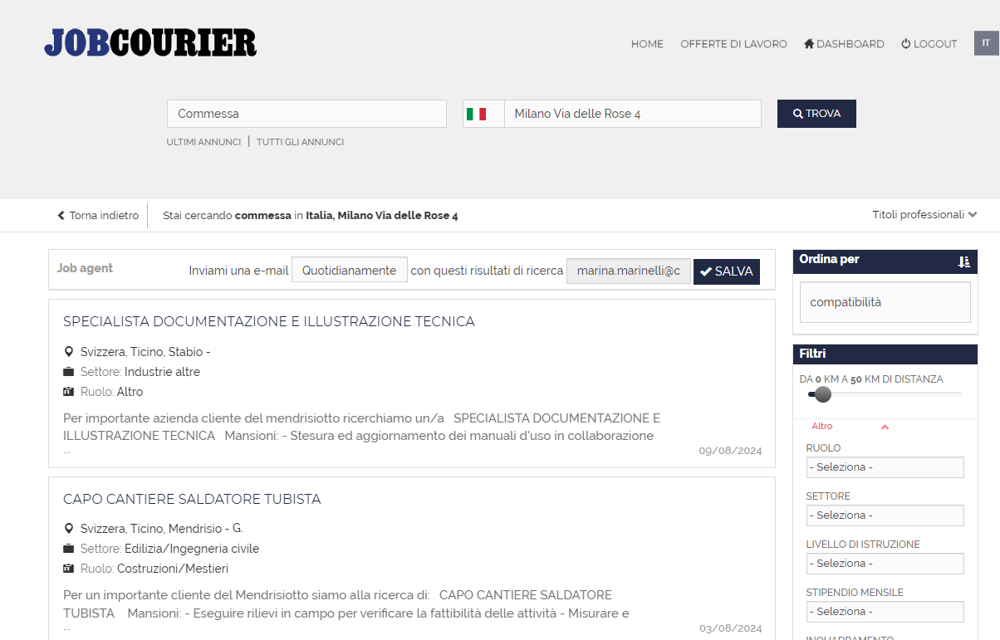 JOBCOURIER
HOME OFFERTE DI LAVORO DASHBOARD LOGOUT IT
Commessa Milano Via delle Rose 4 TROVA
ULTIMI ANNUNCI | TUTTI GLI ANNUNCI
Torna indietro Stai cercando commessa in Italia, Milano Via delle Rose 4 Titoli professionali
Job agent Inviami una e-mail Quotidianamente con questi risultati di ricerca marina.marinelli@c SALVA
SPECIALISTA DOCUMENTAZIONE E ILLUSTRAZIONE TECNICA
Svizzera, Ticino, Stabio -
Settore: Industrie altre
Ruolo: Altro
Per importante azienda cliente del mendrisiotto ricerchiamo un/a SPECIALISTA DOCUMENTAZIONE E
ILLUSTRAZIONE TECNICA Mansioni: - Stesura ed aggiornamento dei manuali d'uso in collaborazione
...
09/08/2024
CAPO CANTIERE SALDATORE TUBISTA
Svizzera, Ticino, Mendrisio - G.
Settore: Edilizia/Ingegneria civile
Ruolo: Costruzioni/Mestieri
Per un importante cliente del Mendrisiotto siamo alla ricerca di: CAPO CANTIERE SALDATORE
TUBISTA Mansioni: - Eseguire rilievi in campo per verificare la fattibilità delle attività - Misurare e
...
03/08/2024
Ordina per
compatibilità
Filtri
DA 0 KM A 50 KM DI DISTANZA
Altro
RUOLO
- Seleziona -
SETTORE
- Seleziona -
LIVELLO DI ISTRUZIONE
- Seleziona -
STIPENDIO MENSILE
- Seleziona -
INQUADRAMENTO